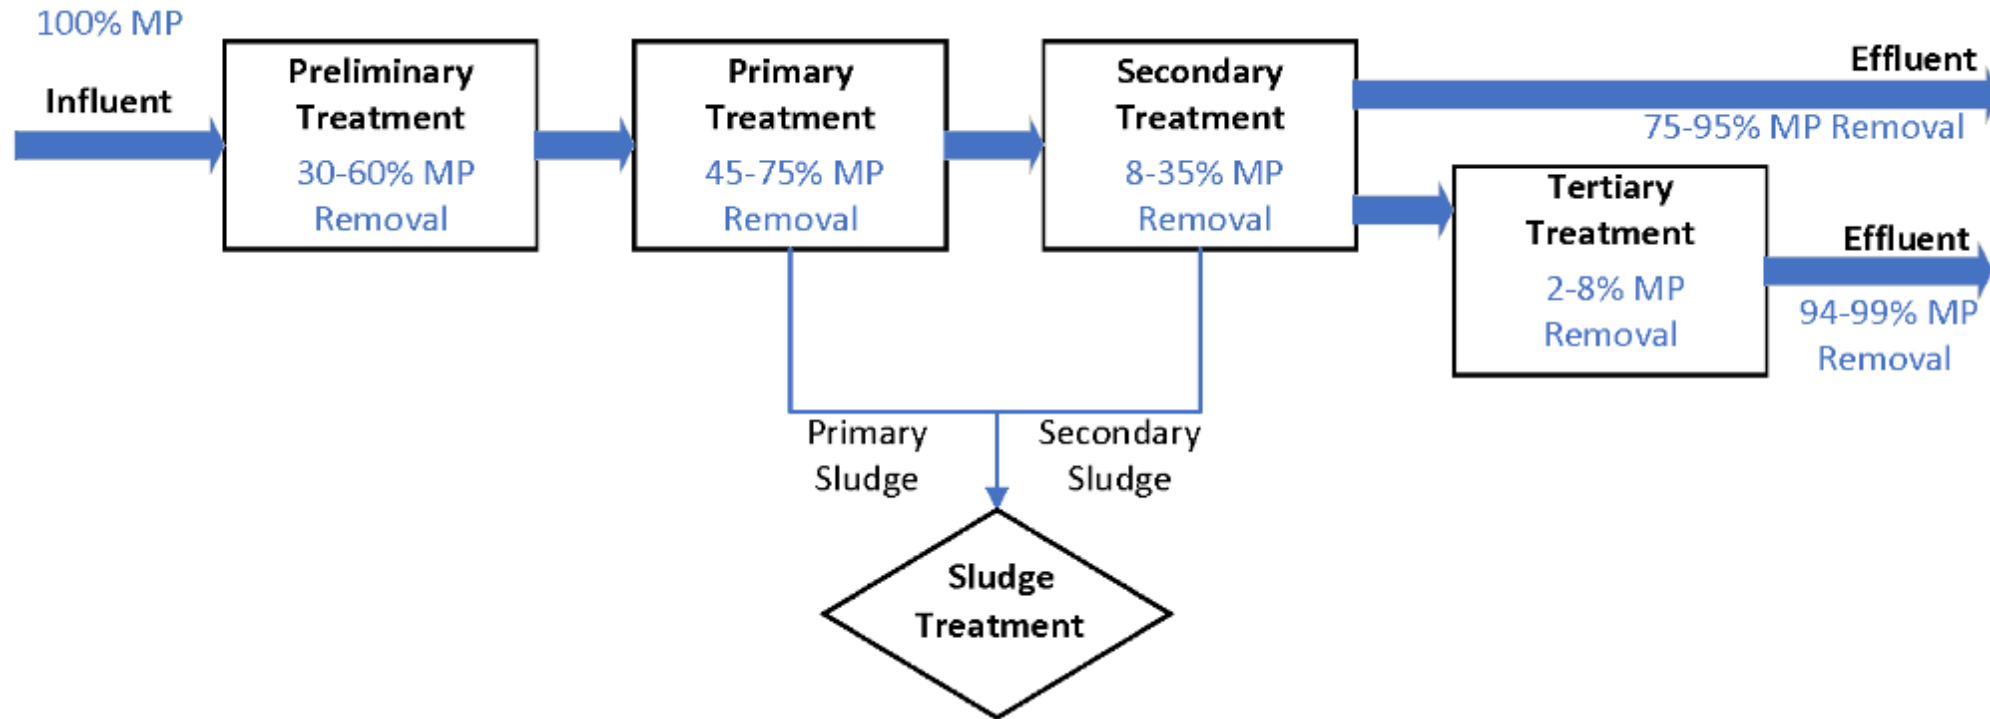 100% MP
Influent
Preliminary
Treatment
30-60% MP
Removal
Primary
Treatment
45-75% MP
Removal
Secondary
Treatment
8-35% MP
Removal
Effluent
75-95% MP Removal
Tertiary
Treatment
2-8% MP
Removal
Effluent
94-99% MP
Removal
Primary
Sludge
Secondary
Sludge
Sludge
Treatment